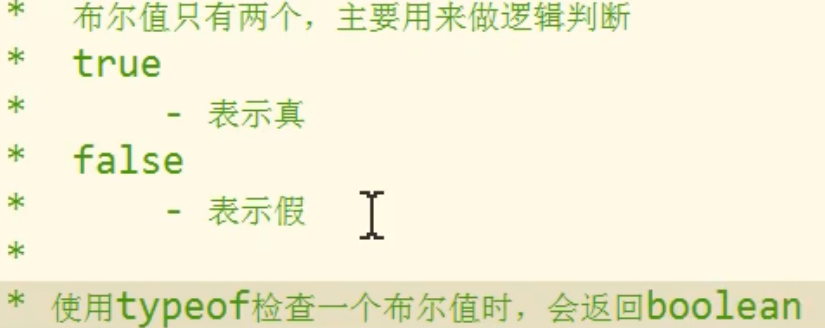 * 布尔值只有两个，主要用来做逻辑判断
* true
* - 表示真
* false
* - 表示假
*
* 使用typeof检查一个布尔值时，会返回boolean